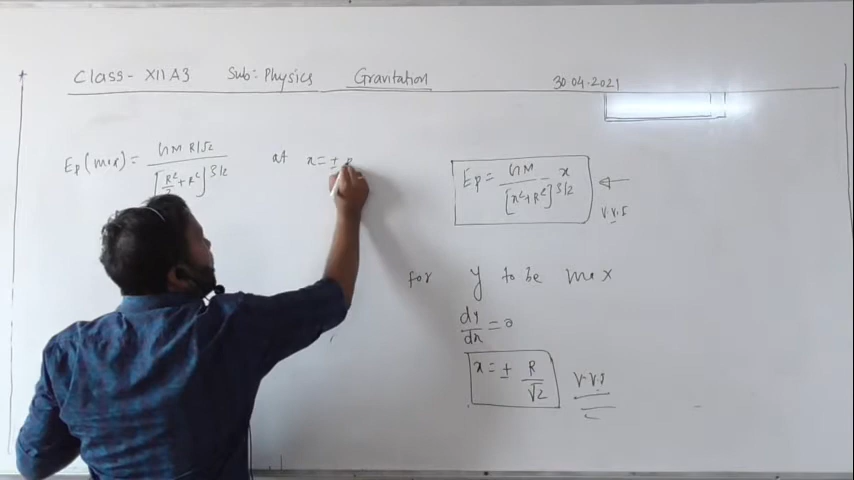 Class- XII A3 Sub: Physics Gravitation 30.04.2021
Ep(max) = GM R/√2 / [R²/2 + R²]^3/2 at x = ± R
Ep = GM x / [x² + R²]^3/2
V.V.I
for y to be max
dy/dx = 0
x = ± R/√2 V.V.I